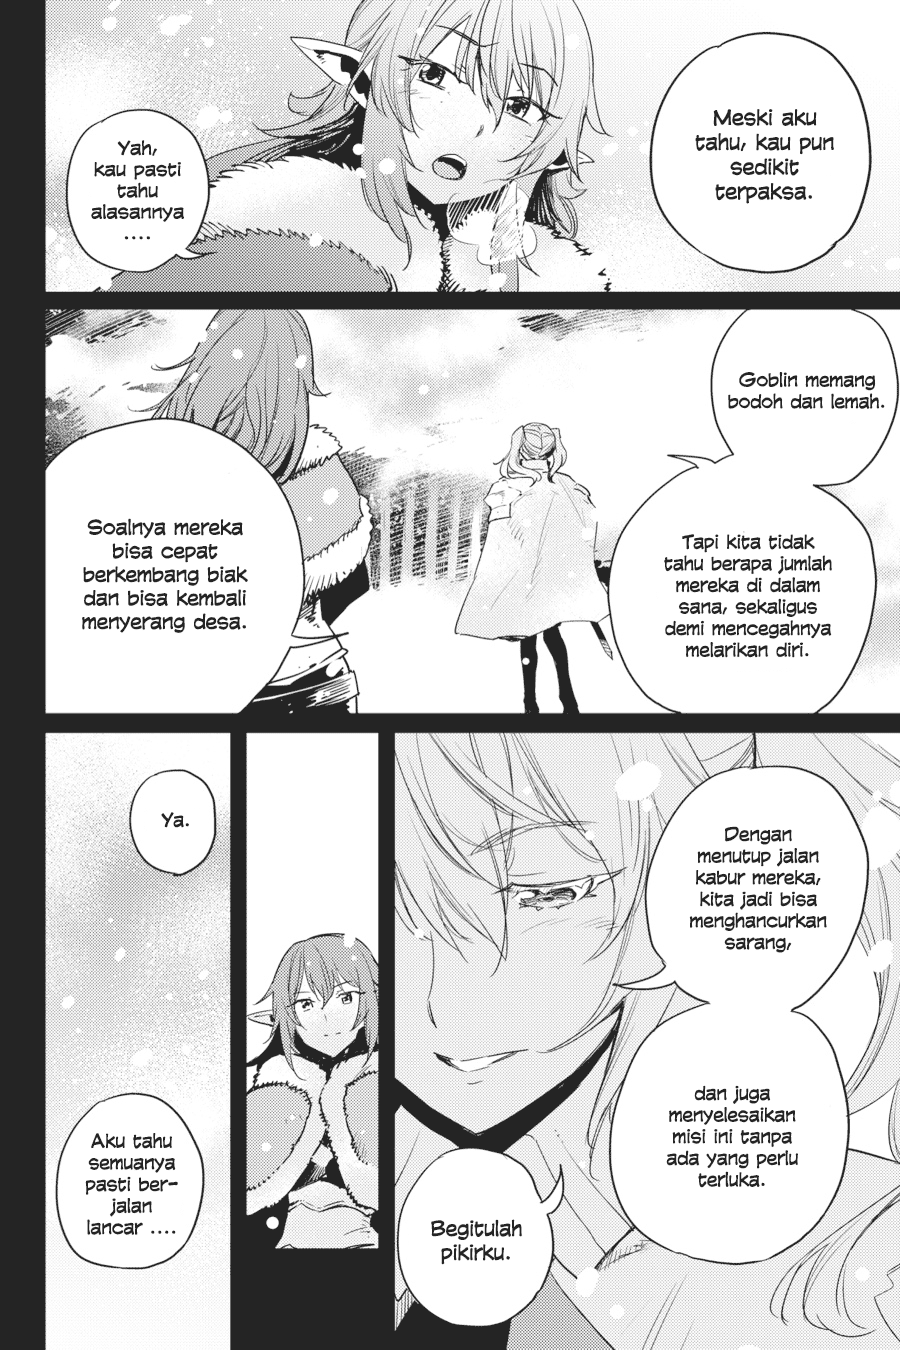 Meski aku
tahu, kau pun
sedikit
terpaksa.
Yah,
kau pasti
tahu
alasannya
....
Goblin memang
bodoh dan lemah.
Tapi kita tidak
tahu berapa jumlah
mereka di dalam
sana, sekaligus
demi mencegahnya
melarikan diri.
Soalnya mereka
bisa cepat
berkembang biak
dan bisa kembali
menyerang desa.
Dengan
menutup jalan
kabur mereka,
kita jadi bisa
menghancurkan
sarang,
dan juga
menyelesaikan
misi ini tanpa
ada yang perlu
terluka.
Begitulah
pikirku.
Ya.
Aku tahu
semuanya
pasti ber-
jalan
lancar ....